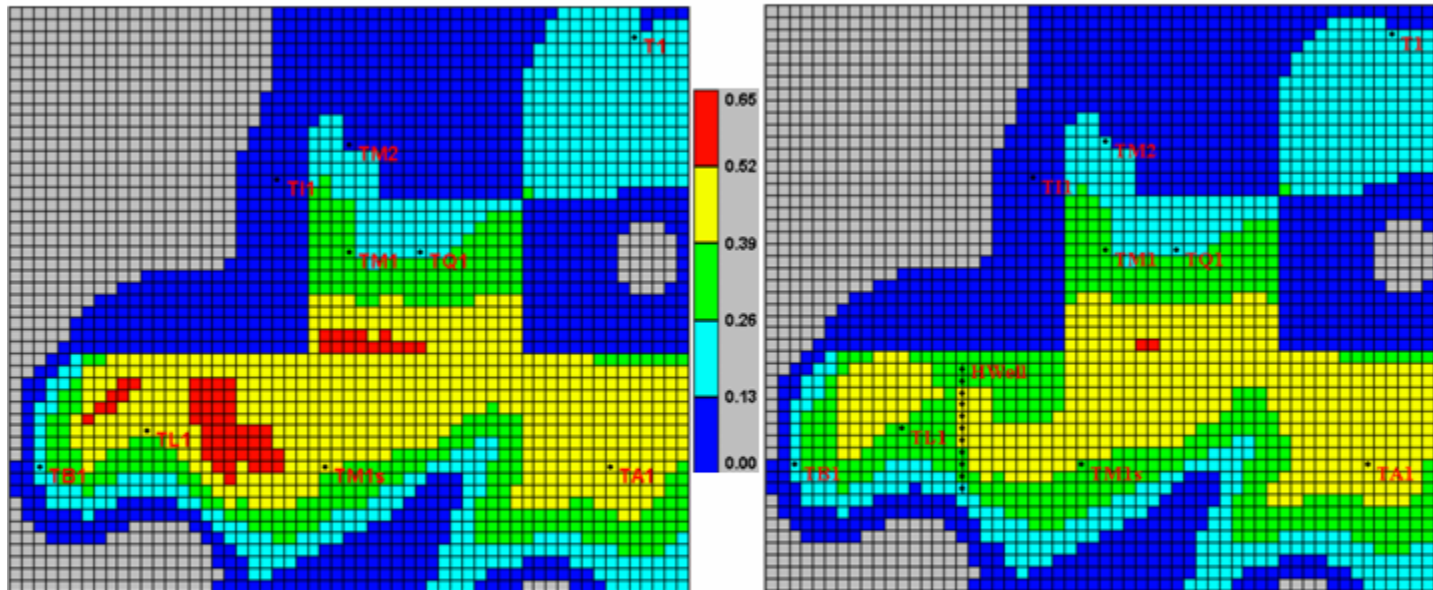 T1
TM2
TI1
TM1
TQ1
TL1
TB1
TM1s
TA1
0.65
0.52
0.39
0.26
0.13
0.00
T1
TM2
TI1
TM1
TQ1
HWell
TL1
TB1
TM1s
TA1